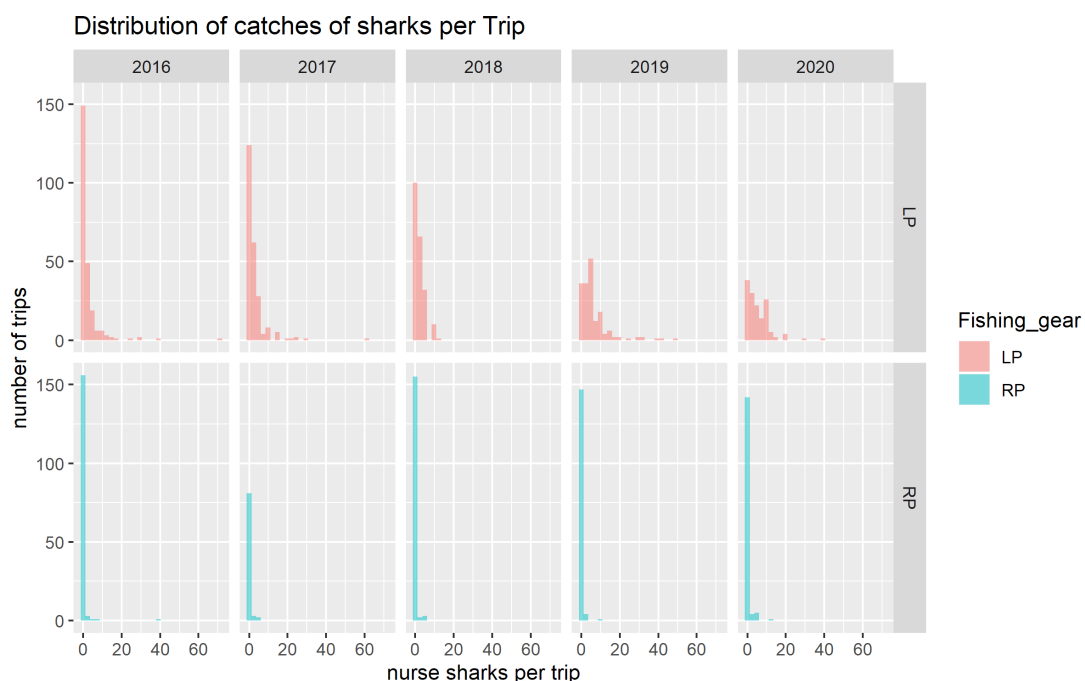 Distribution of catches of sharks per Trip
2016 2017 2018 2019 2020
150
100
50
0
LP
150
100
50
0
RP
number of trips
0 20 40 60 0 20 40 60 0 20 40 60 0 20 40 60 0 20 40 60
nurse sharks per trip
Fishing_gear
LP
RP